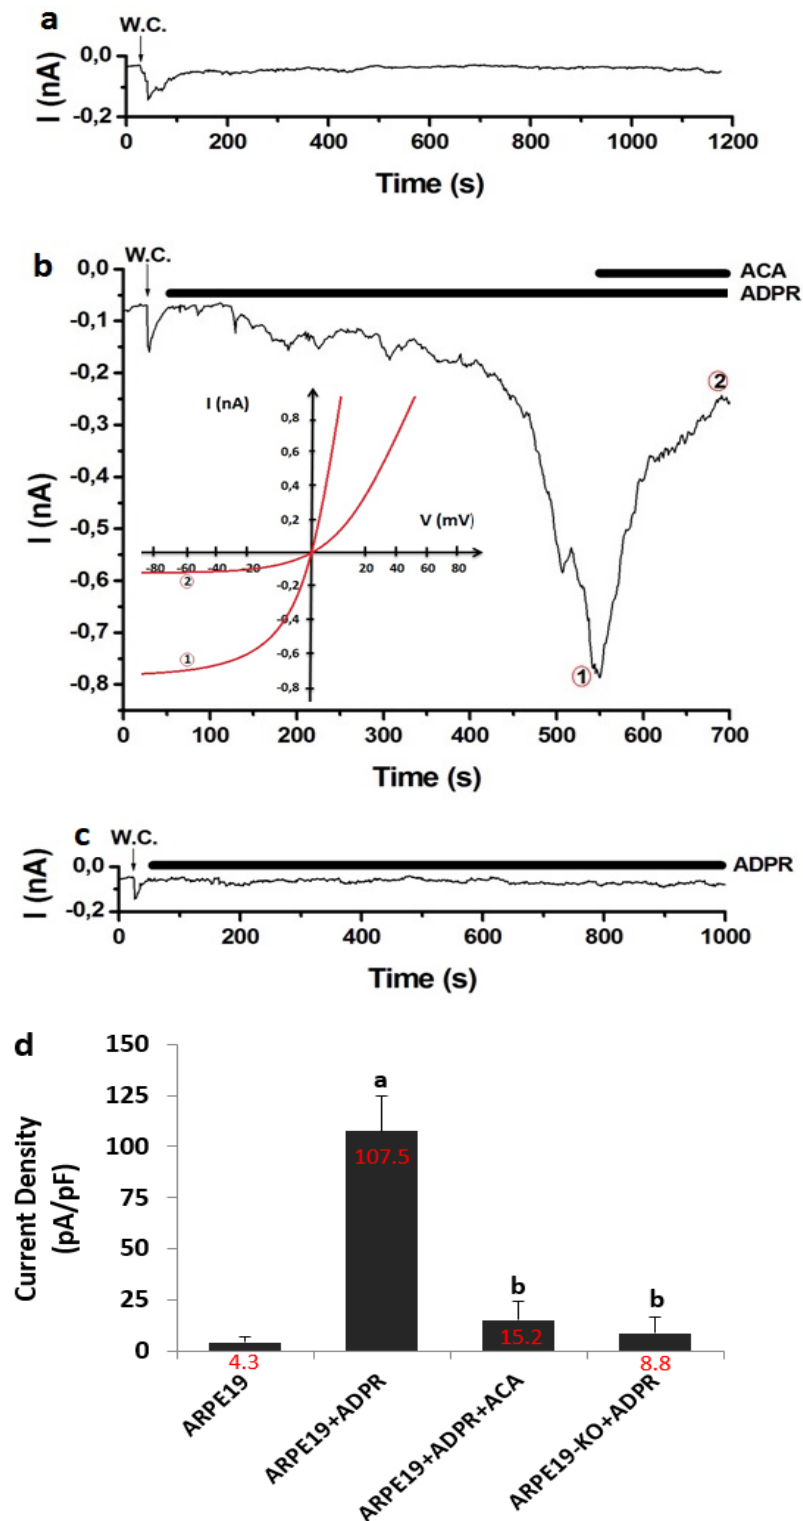 a
W.C.
0,0
-0,2
I (nA)
0 200 400 600 800 1000 1200
Time (s)
b
W.C.
ACA
ADPR
0,0
-0,1
-0,2
-0,3
-0,4
-0,5
-0,6
-0,7
-0,8
I (nA)
2
1
I (nA)
0,8
0,6
0,4
0,2
V (mV)
-80 -60 -40 -20 20 40 60 80
-0,2
-0,4
-0,6
-0,8
2
1
0 100 200 300 400 500 600 700
Time (s)
c
W.C.
ADPR
0,0
-0,2
I (nA)
0 200 400 600 800 1000
Time (s)
d
Current Density
(pA/pF)
150
125
100
75
50
25
0
a
b
b
107.5
15.2
4.3
8.8
ARPE19
ARPE19+ADPR
ARPE19+ADPR+ACA
ARPE19-KO+ADPR